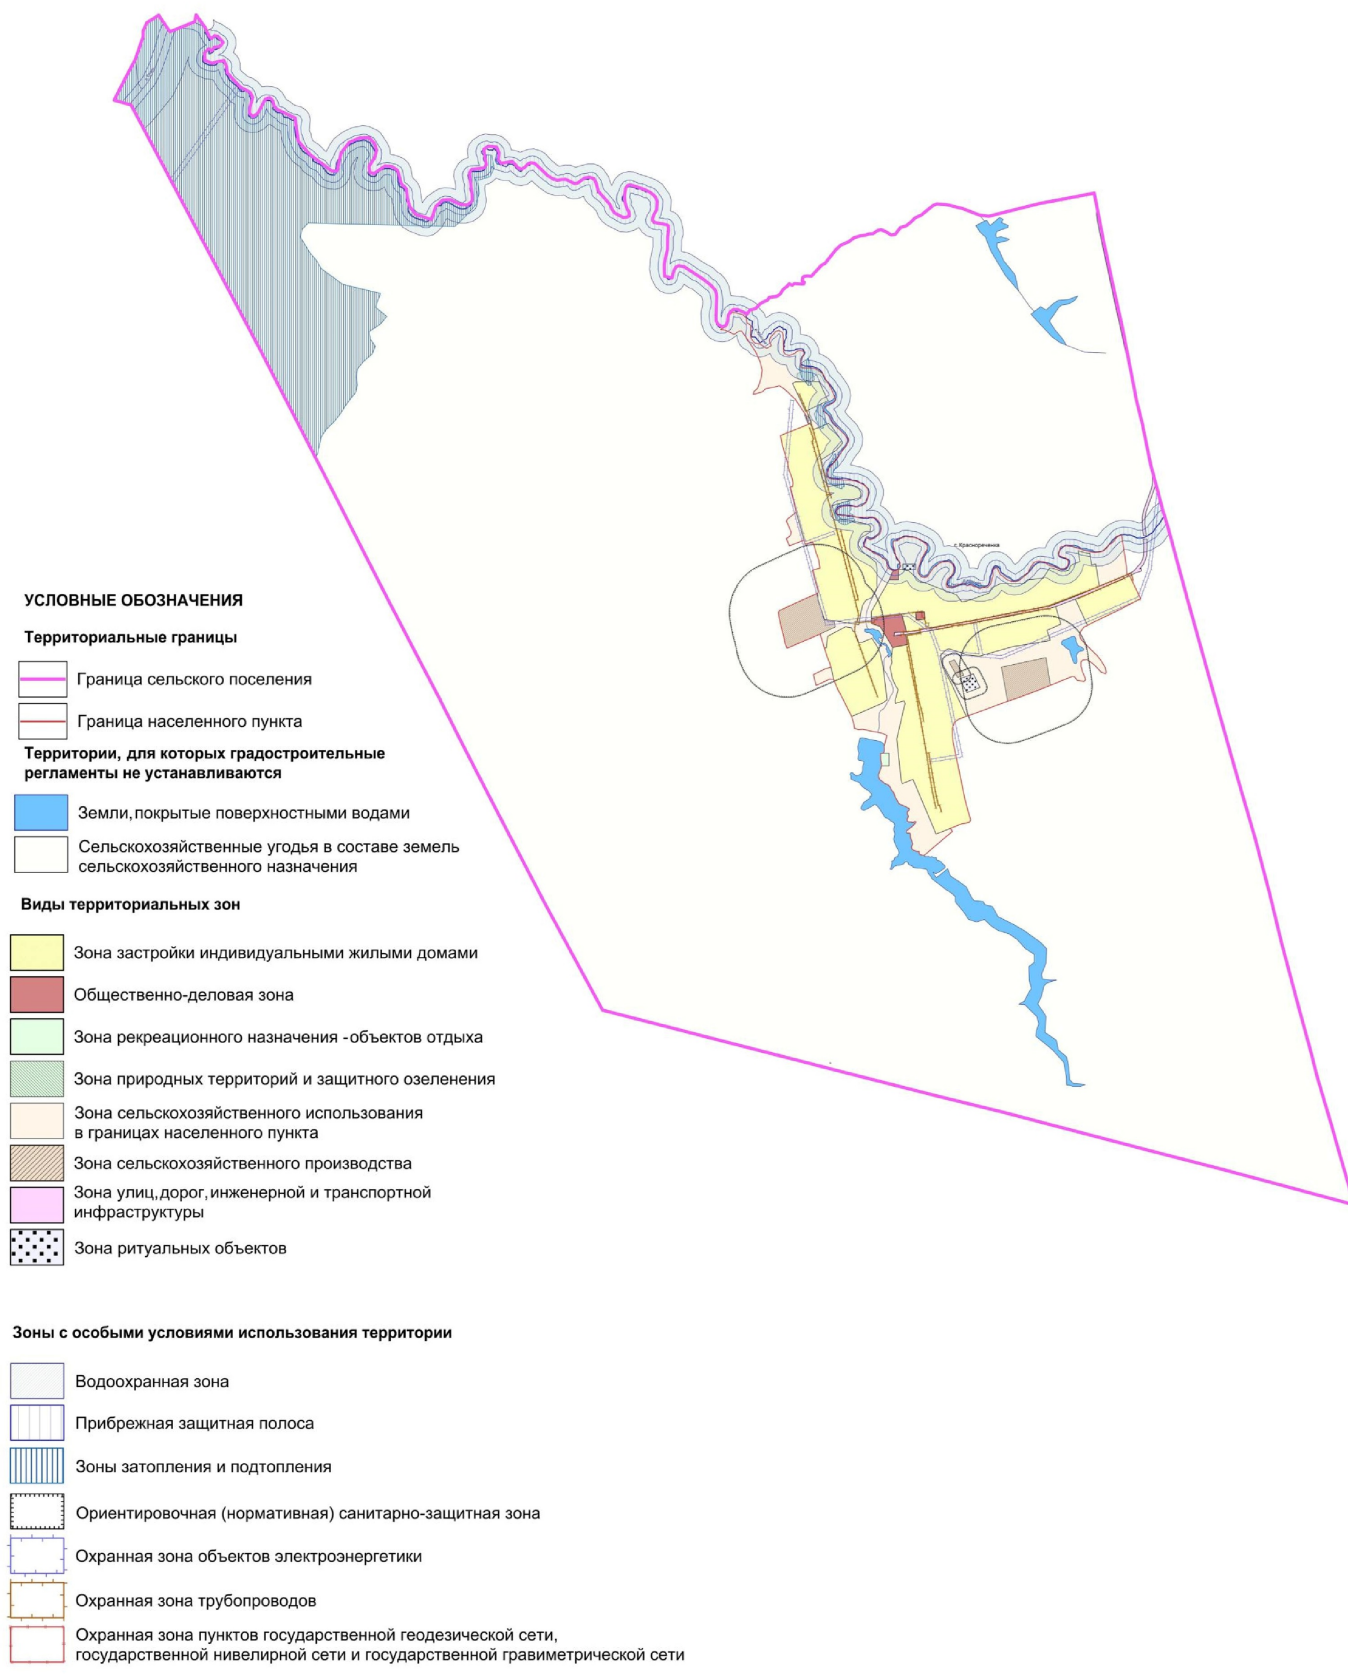 с. Краснореченка
УСЛОВНЫЕ ОБОЗНАЧЕНИЯ
Территориальные границы
Граница сельского поселения
Граница населенного пункта
Территории, для которых градостроительные
регламенты не устанавливаются
Земли, покрытые поверхностными водами
Сельскохозяйственные угодья в составе земель
сельскохозяйственного назначения
Виды территориальных зон
Зона застройки индивидуальными жилыми домами
Общественно-деловая зона
Зона рекреационного назначения - объектов отдыха
Зона природных территорий и защитного озеленения
Зона сельскохозяйственного использования
в границах населенного пункта
Зона сельскохозяйственного производства
Зона улиц, дорог, инженерной и транспортной
инфраструктуры
Зона ритуальных объектов
Зоны с особыми условиями использования территории
Водоохранная зона
Прибрежная защитная полоса
Зоны затопления и подтопления
Ориентировочная (нормативная) санитарно-защитная зона
Охранная зона объектов электроэнергетики
Охранная зона трубопроводов
Охранная зона пунктов государственной геодезической сети,
государственной нивелирной сети и государственной гравиметрической сети